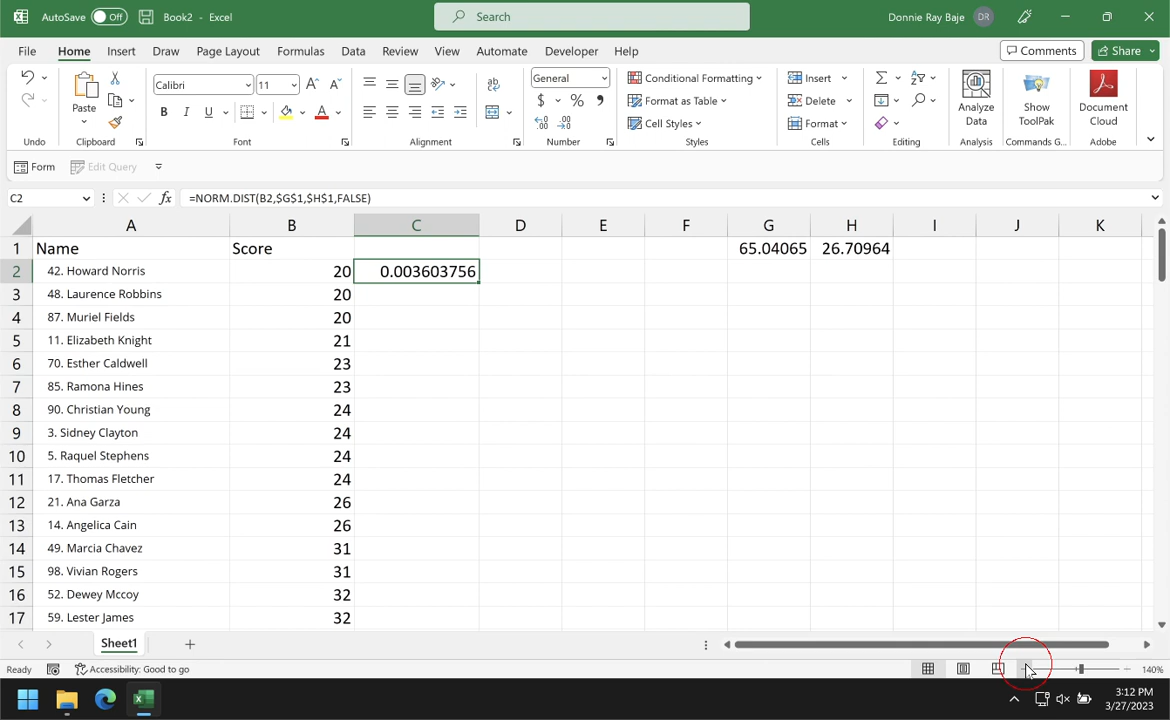 AutoSave Off Book2 - Excel Search Donnie Ray Baje DR
File Home Insert Draw Page Layout Formulas Data Review View Automate Developer Help Comments Share
Calibri 11 General Conditional Formatting Insert
Paste Format as Table Delete Analyze Data Show ToolPak Document Cloud
Cell Styles Format
Undo Clipboard Font Alignment Number Styles Cells Editing Analysis Commands G... Adobe
Form Edit Query
C2 fx =NORM.DIST(B2,$G$1,$H$1,FALSE)
A B C D E F G H I J K
1 Name Score 65.04065 26.70964
2 42. Howard Norris 20 0.003603756
3 48. Laurence Robbins 20
4 87. Muriel Fields 20
5 11. Elizabeth Knight 21
6 70. Esther Caldwell 23
7 85. Ramona Hines 23
8 90. Christian Young 24
9 3. Sidney Clayton 24
10 5. Raquel Stephens 24
11 17. Thomas Fletcher 24
12 21. Ana Garza 26
13 14. Angelica Cain 26
14 49. Marcia Chavez 31
15 98. Vivian Rogers 31
16 52. Dewey Mccoy 32
17 59. Lester James 32
Sheet1
Ready Accessibility: Good to go 140%
3:12 PM
3/27/2023